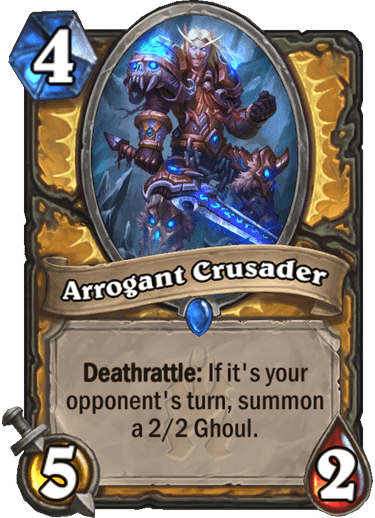 4
Arrogant Crusader
Deathrattle: If it's your
opponent's turn, summon
a 2/2 Ghoul.
5
2